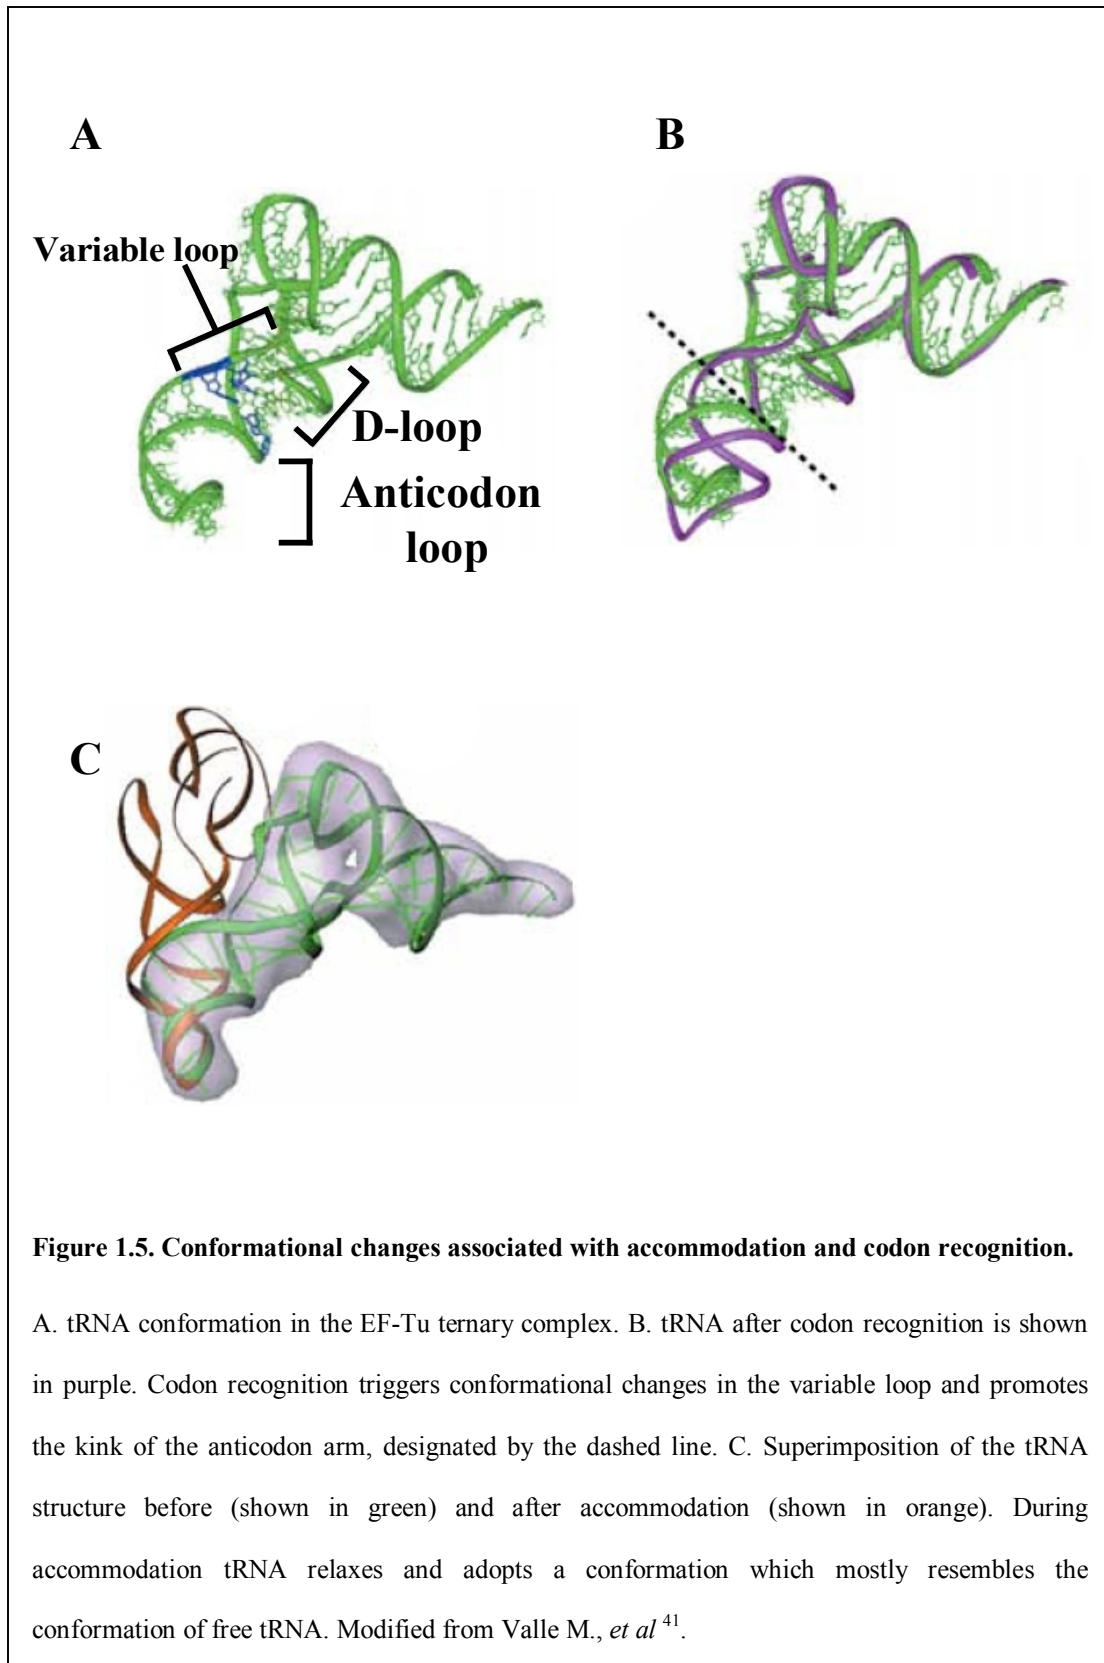 A
B
Variable loop
D-loop
Anticodon
loop
C
Figure 1.5. Conformational changes associated with accommodation and codon recognition.
A. tRNA conformation in the EF-Tu ternary complex. B. tRNA after codon recognition is shown
in purple. Codon recognition triggers conformational changes in the variable loop and promotes
the kink of the anticodon arm, designated by the dashed line. C. Superimposition of the tRNA
structure before (shown in green) and after accommodation (shown in orange). During
accommodation tRNA relaxes and adopts a conformation which mostly resembles the
conformation of free tRNA. Modified from Valle M., et al 41.